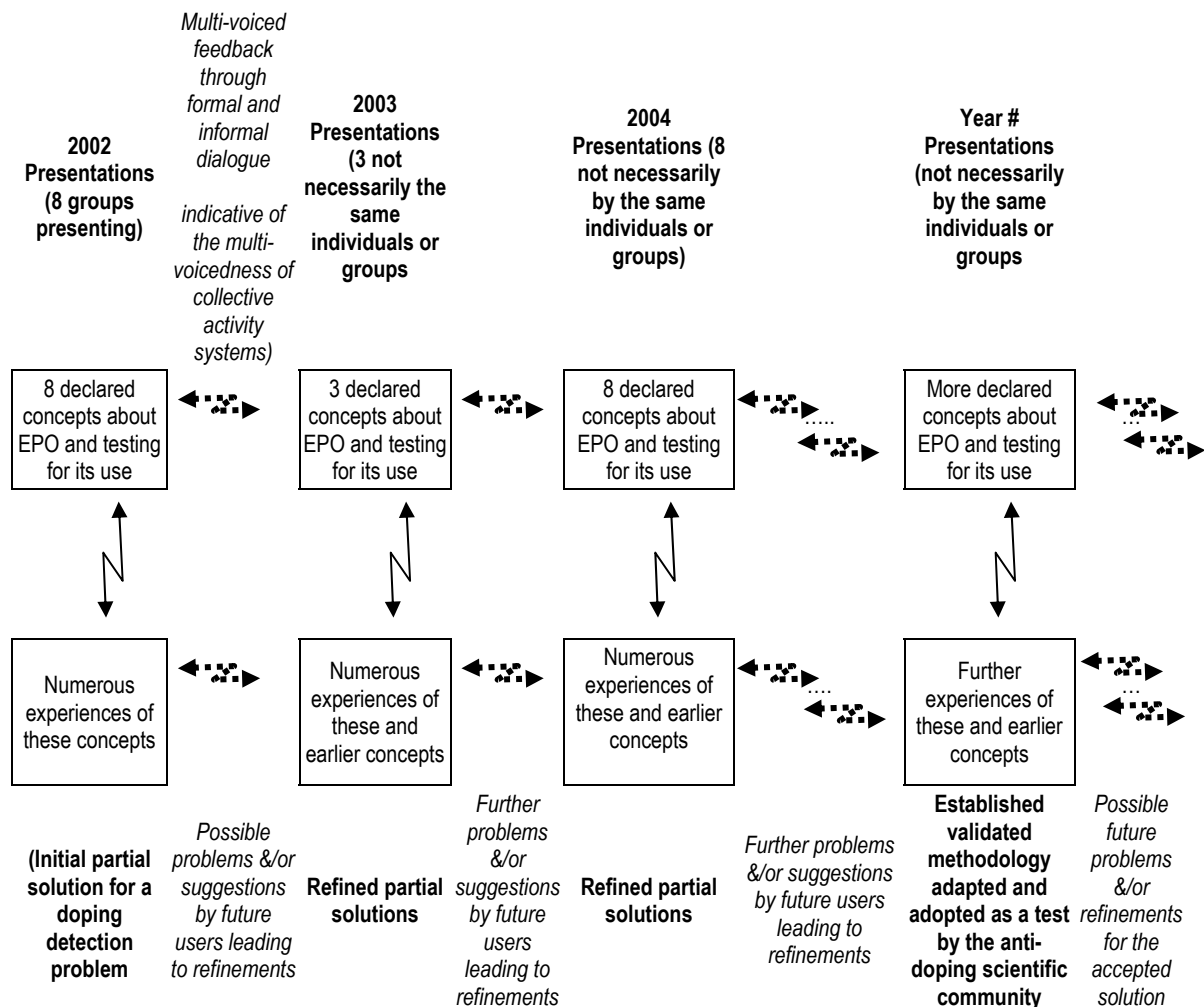 2002
Presentations
(8 groups
presenting)
Multi-voiced
feedback
through
formal and
informal
dialogue
indicative of
the multi-
voicedness of
collective
activity
systems)
2003
Presentations
(3 not
necessarily the
same
individuals or
groups
2004
Presentations (8
not necessarily
by the same
individuals or
groups)
Year #
Presentations
(not necessarily
by the same
individuals or
groups
8 declared
concepts about
EPO and testing
for its use
3 declared
concepts about
EPO and testing
for its use
8 declared
concepts about
EPO and testing
for its use
.....
More declared
concepts about
EPO and testing
for its use
...
Numerous
experiences of
these concepts
Numerous
experiences of
these and
earlier concepts
Numerous
experiences of
these and earlier
concepts
....
Further
experiences of
these and earlier
concepts
...
(Initial partial
solution for a
doping
detection
problem
Possible
problems &/or
suggestions
by future
users leading
to refinements
Refined partial
solutions
Further
problems
&/or
suggestions
by future
users
leading to
refinements
Refined partial
solutions
Further problems
&/or suggestions
by future users
leading to
refinements
Established
validated
methodology
adapted and
adopted as a test
by the anti-
doping scientific
community
Possible
future
problems
&/or
refinements
for the
accepted
solution